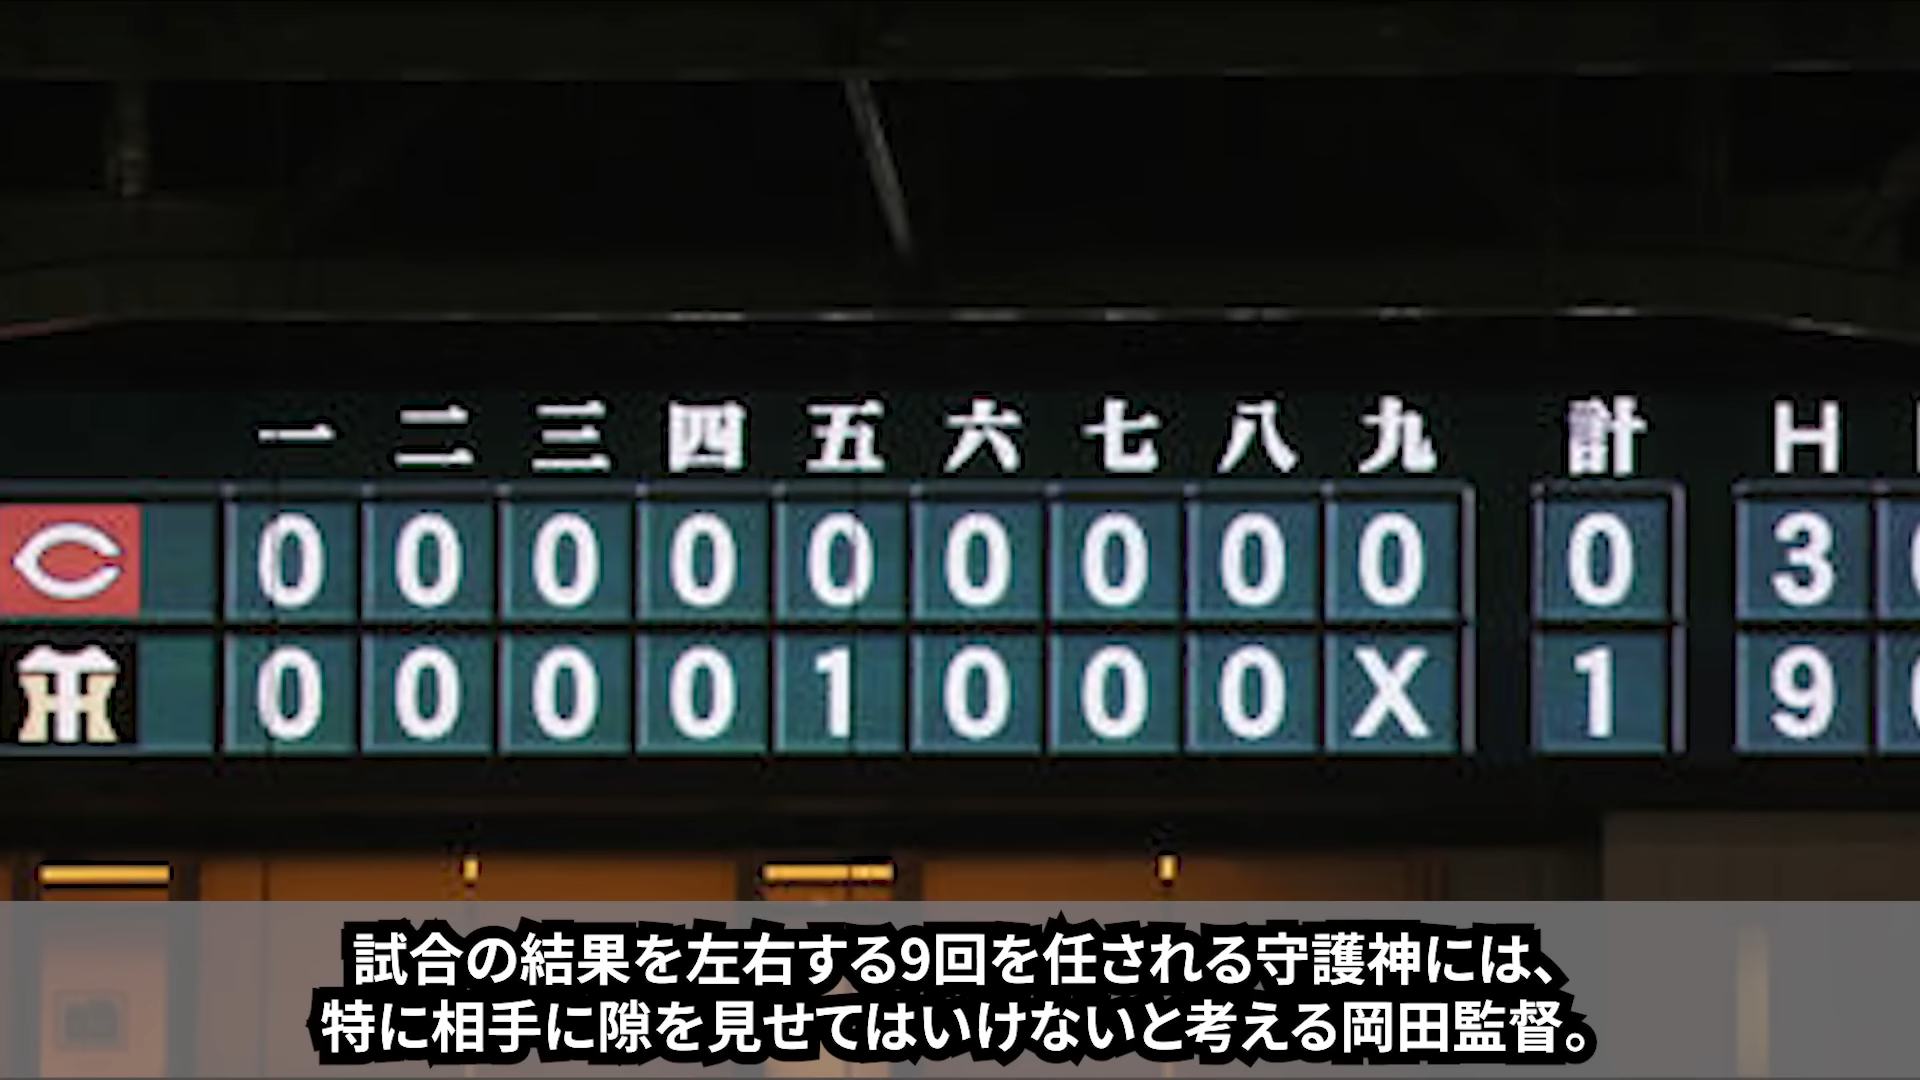 一 二 三 四 五 六 七 八 九 計 H
C 0 0 0 0 0 0 0 0 0 0 3
TH 0 0 0 0 1 0 0 0 X 1 9
試合の結果を左右する9回を任される守護神には、
特に相手に隙を見せてはいけないと考える岡田監督。